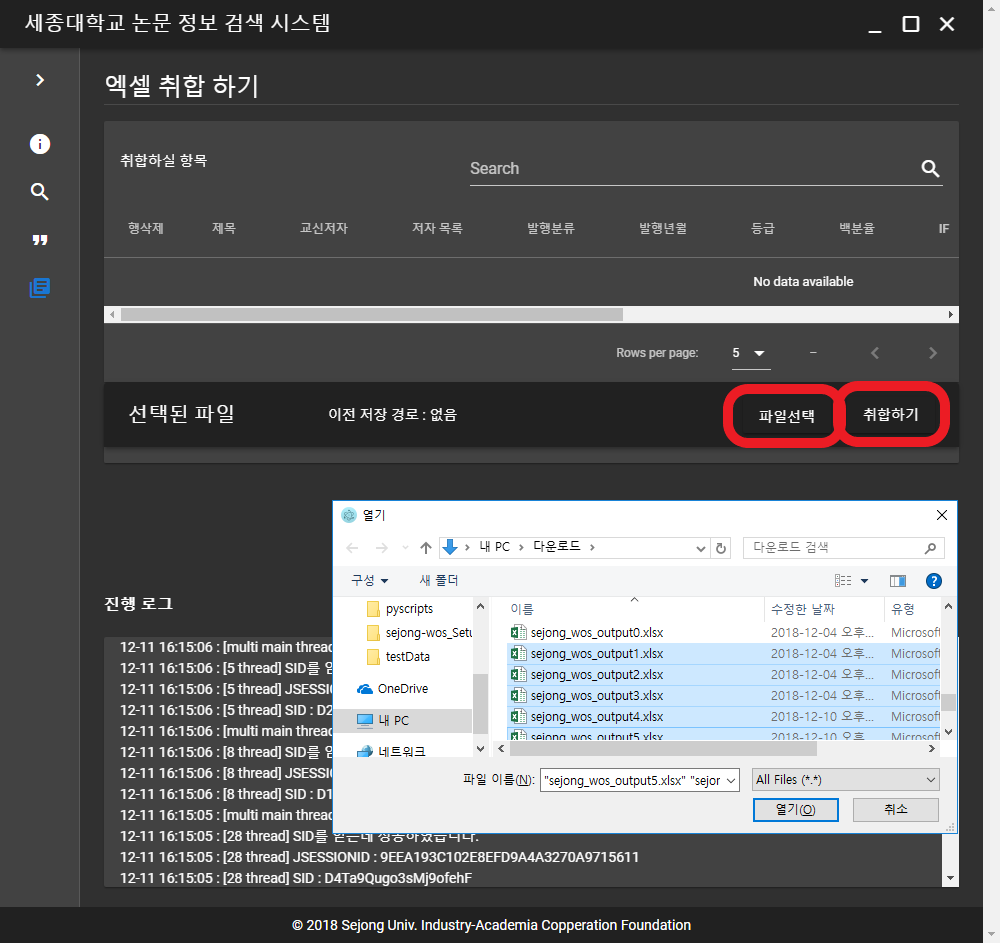 세종대학교 논문 정보 검색 시스템
엑셀 취합 하기
취합하실 항목
Search
행삭제 제목 교신저자 저자 목록 발행분류 발행년월 등급 백분율 IF
No data available
Rows per page: 5 –
선택된 파일 이전 저장 경로 : 없음 파일선택 취합하기
열기
내 PC 다운로드 다운로드 검색
구성 새 폴더
pyscripts
sejong-wos_Setu
testData
OneDrive
내 PC
네트워크
이름 수정한 날짜 유형
sejong_wos_output0.xlsx 2018-12-04 오후... Microsoft
sejong_wos_output1.xlsx 2018-12-04 오후... Microsoft
sejong_wos_output2.xlsx 2018-12-04 오후... Microsoft
sejong_wos_output3.xlsx 2018-12-04 오후... Microsoft
sejong_wos_output4.xlsx 2018-12-10 오후... Microsoft
sejong_wos_output5.xlsx 2018-12-10 오후... Microsoft
파일 이름(N): "sejong_wos_output5.xlsx" "sejor All Files (*.*)
열기(O) 취소
진행 로그
12-11 16:15:06 : [multi main thread
12-11 16:15:06 : [5 thread] SID를
12-11 16:15:06 : [5 thread] JSESSI
12-11 16:15:06 : [5 thread] SID : D2
12-11 16:15:06 : [multi main thread
12-11 16:15:06 : [8 thread] SID를
12-11 16:15:06 : [8 thread] JSESSI
12-11 16:15:06 : [8 thread] SID : D1
12-11 16:15:05 : [multi main thread
12-11 16:15:05 : [28 thread] SID를 얻는데 성공하였습니다.
12-11 16:15:05 : [28 thread] JSESSIONID : 9EEA193C102E8EFD9A4A3270A9715611
12-11 16:15:05 : [28 thread] SID : D4Ta9Qugo3sMj9ofehF
© 2018 Sejong Univ. Industry-Academia Copperation Foundation